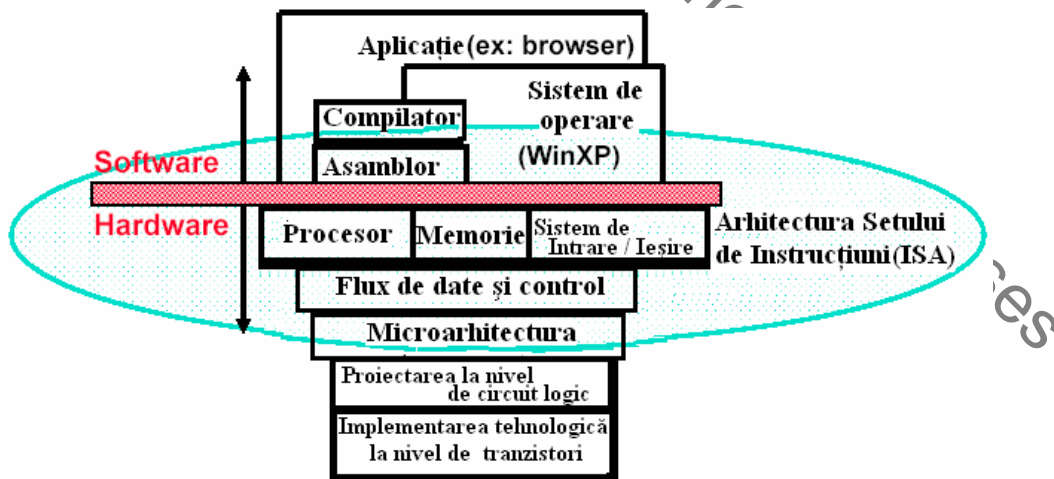 Aplicație (ex: browser)
Compilator
Sistem de
operare
(WinXP)
Asamblor
Software
Hardware
Procesor
Memorie
Sistem de
Intrare / Ieșire
Arhitectura Setului
de Instrucțiuni (ISA)
Flux de date și control
Microarhitectura
Proiectarea la nivel
de circuit logic
Implementarea tehnologică
la nivel de tranzistori